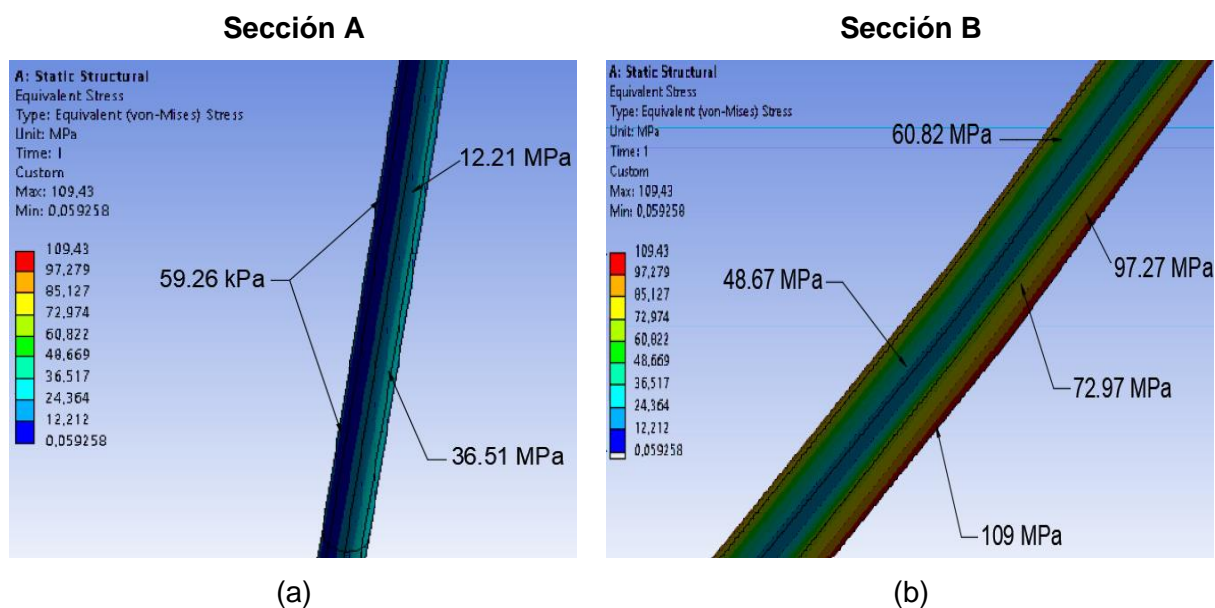 Sección A
Sección B
A: Static Structural
Equivalent Stress
Type: Equivalent (von-Mises) Stress
Unit: MPa
Time: 1
Custom
Max: 109,43
Min: 0,059258
109,43
97,279
85,127
72,974
60,822
48,669
36,517
24,364
12,212
0,059258
12.21 MPa
59.26 kPa
36.51 MPa
A: Static Structural
Equivalent Stress
Type: Equivalent (von-Mises) Stress
Unit: MPa
Time: 1
Custom
Max: 109,43
Min: 0,059258
109,43
97,279
85,127
72,974
60,822
48,669
36,517
24,364
12,212
0,059258
60.82 MPa
48.67 MPa
97.27 MPa
72.97 MPa
109 MPa
(a)
(b)